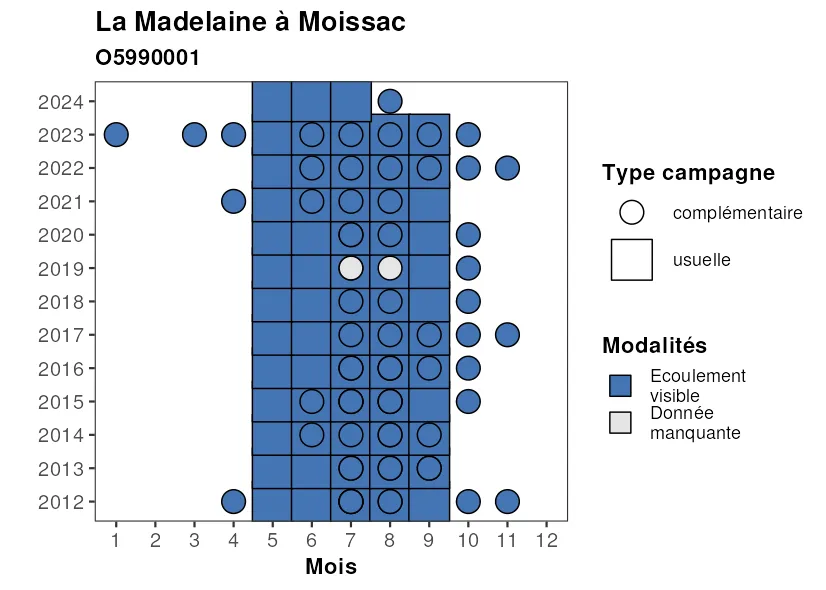 La Madelaine à Moissac
O5990001
2024
2023
2022
2021
2020
2019
2018
2017
2016
2015
2014
2013
2012
1 2 3 4 5 6 7 8 9 10 11 12
Mois
Type campagne
complémentaire
usuelle
Modalités
Ecoulement
visible
Donnée
manquante